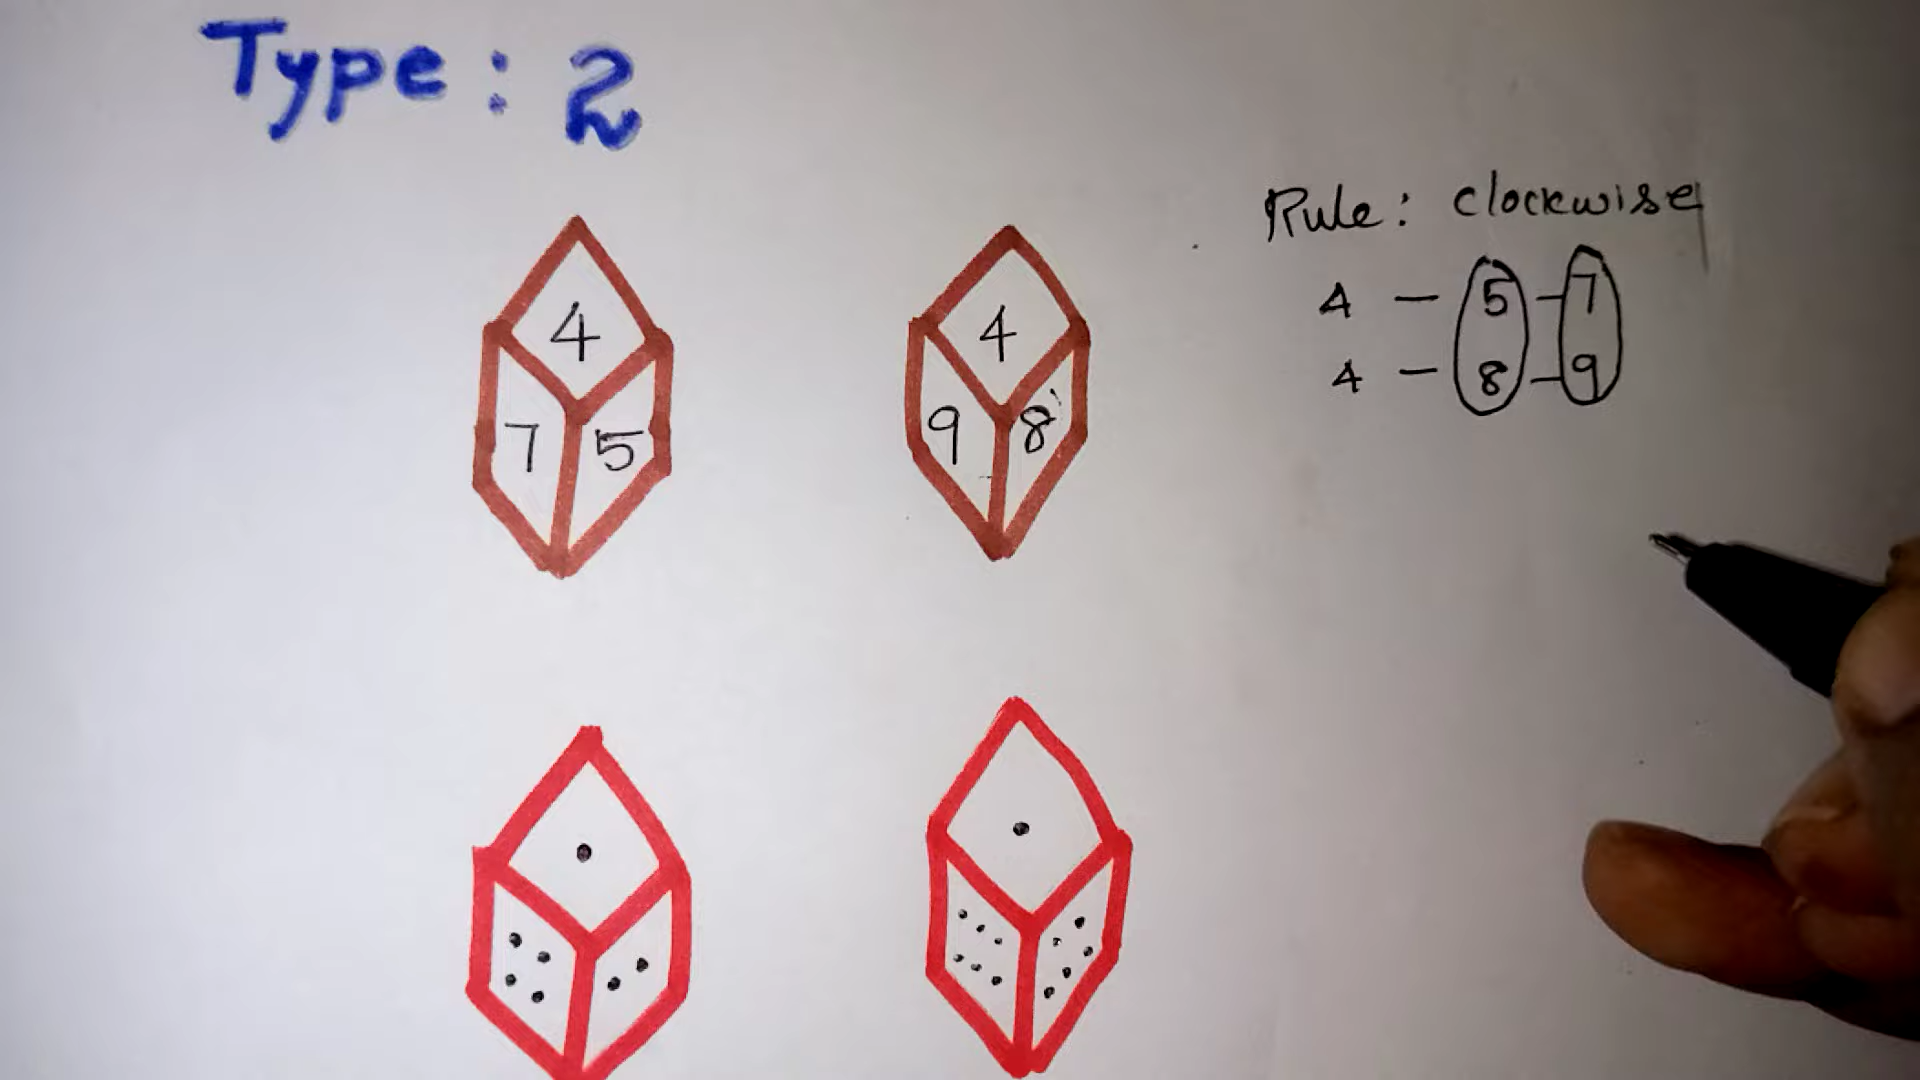 Type: 2
Rule: clockwise
4 — 5 — 7
4 — 8 — 9
4
7 5
4
9 8